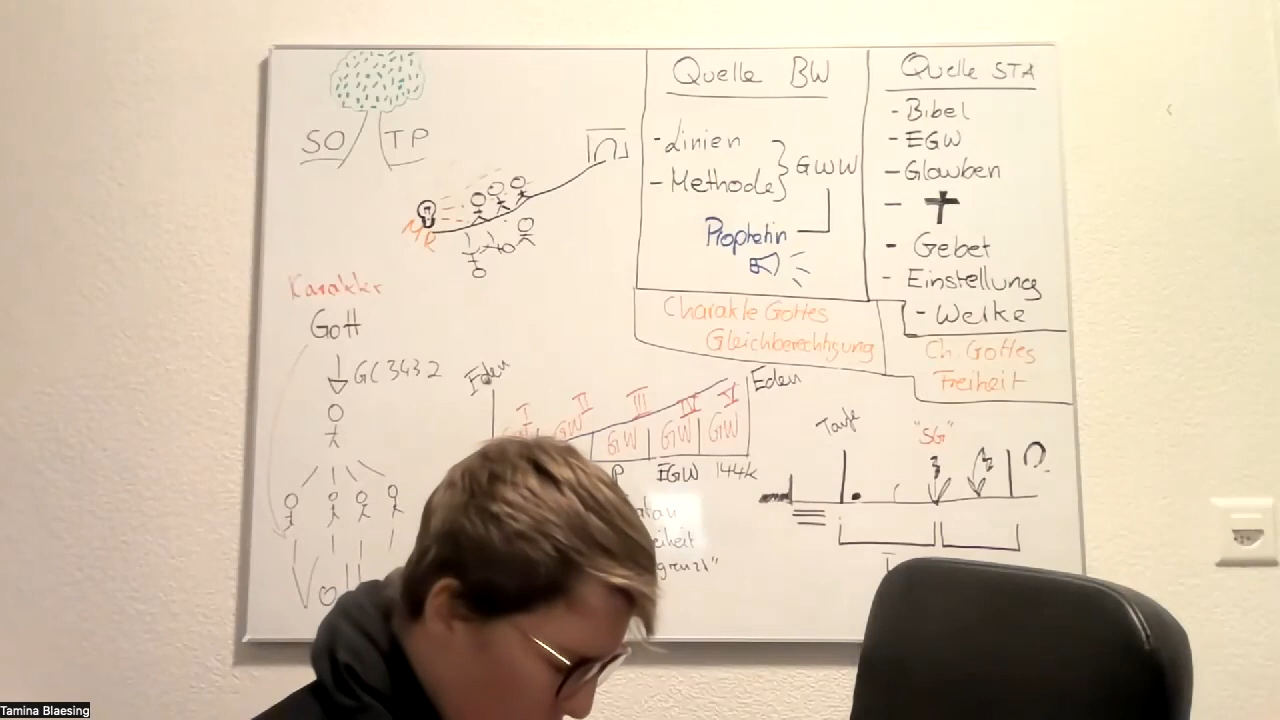 SO TP
MR
Karakter
Gott
GC 343 2
Quelle BW
- Linien
- Methode
GWW
Prophetin
Charakte Gottes
Gleichberechtigung
Quelle STA
- Bibel
- EGW
- Glauben
-
- Gebet
- Einstellung
- Werke
Ch. Gottes
Freiheit
Eden
Eden
I II III IV V
GW GW GW GW
P EGW 144k
Taufe
"SG"
Tamina Blaesing